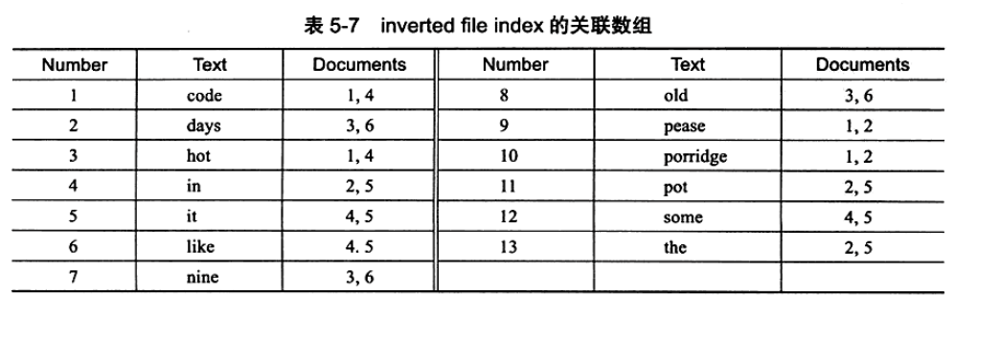 表 5-7 inverted file index 的关联数组
Number Text Documents Number Text Documents
1 code 1, 4 8 old 3, 6
2 days 3, 6 9 pease 1, 2
3 hot 1, 4 10 porridge 1, 2
4 in 2, 5 11 pot 2, 5
5 it 4, 5 12 some 4, 5
6 like 4. 5 13 the 2, 5
7 nine 3, 6